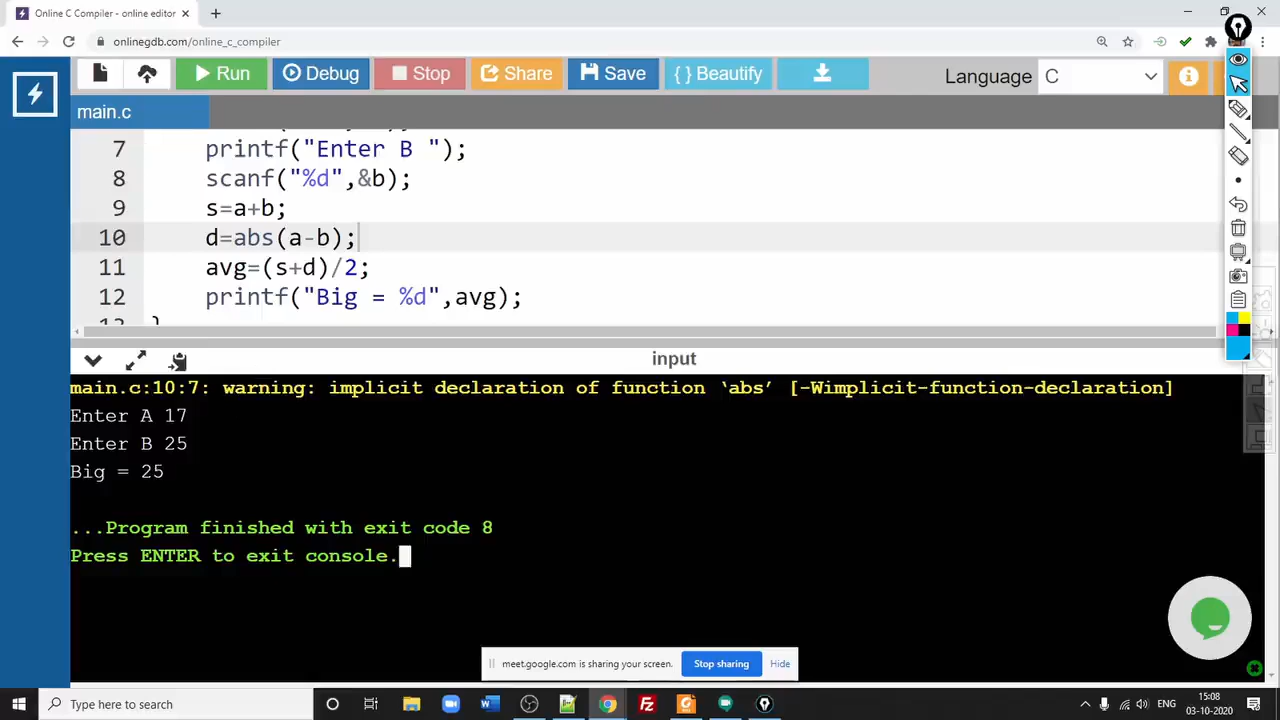 Online C Compiler - online editor
onlinegdb.com/online_c_compiler
Run
Debug
Stop
Share
Save
{ } Beautify
Language
C
main.c
7 printf("Enter B ");
8 scanf("%d",&b);
9 s=a+b;
10 d=abs(a-b);
11 avg=(s+d)/2;
12 printf("Big = %d",avg);
input
main.c:10:7: warning: implicit declaration of function ‘abs’ [-Wimplicit-function-declaration]
Enter A 17
Enter B 25
Big = 25
...Program finished with exit code 8
Press ENTER to exit console.
meet.google.com is sharing your screen.
Stop sharing
Hide
Type here to search
ENG
15:08
03-10-2020